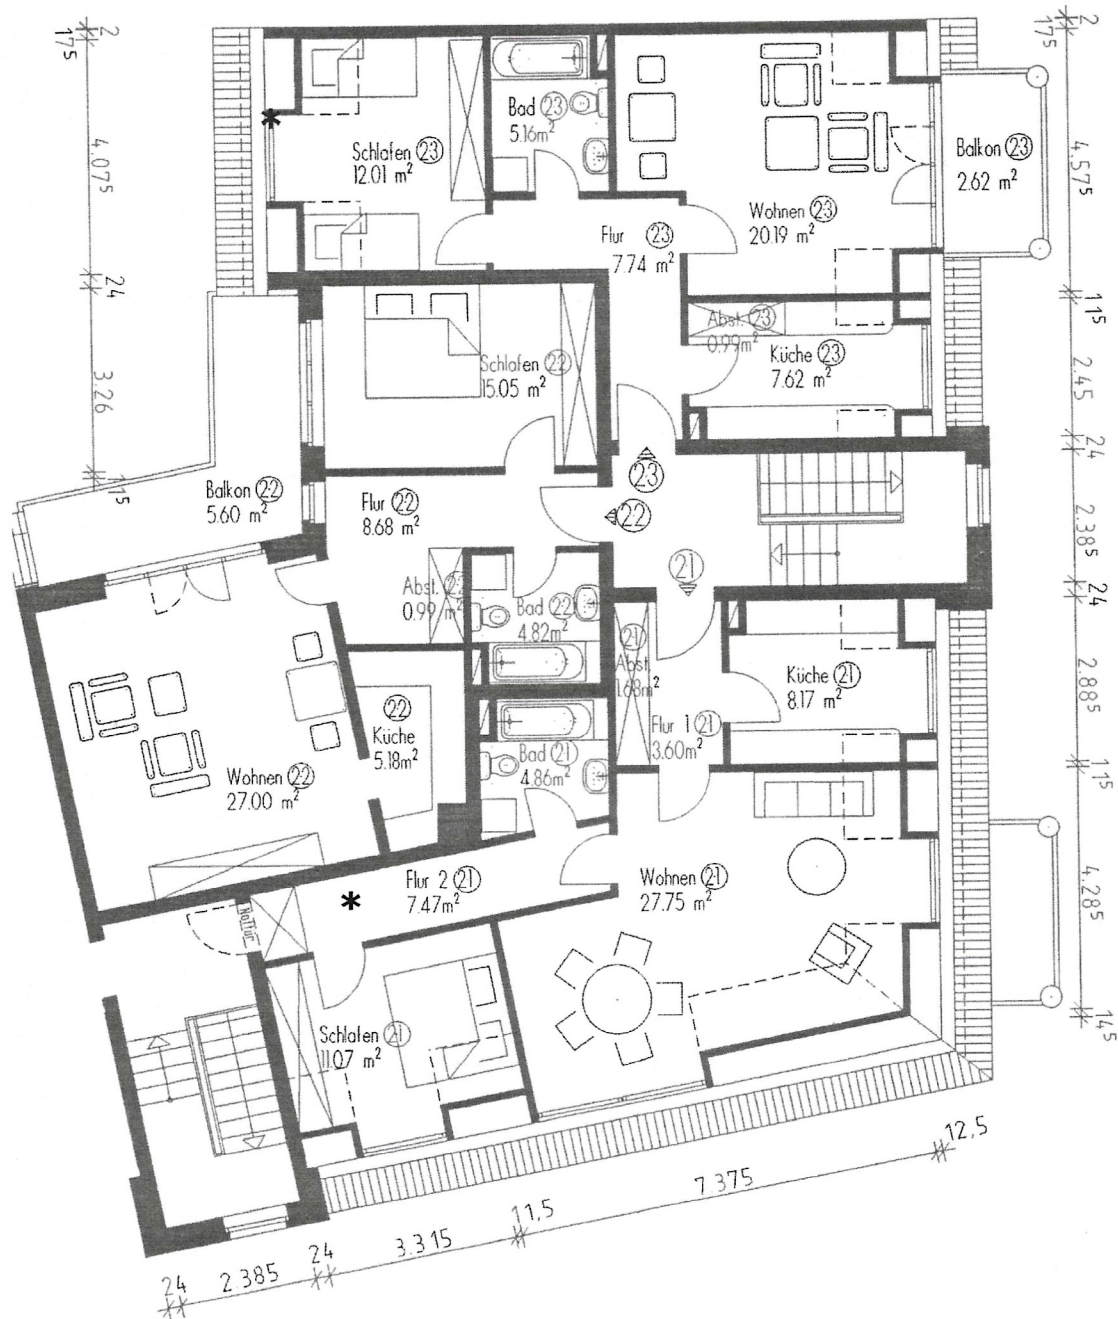 2
17⁵
4.07⁵
24
3.26
11⁵
2
17⁵
4.57⁵
11⁵
2.45
24
2.38⁵
24
2.88⁵
11⁵
4.28⁵
14⁵
*
Schlafen 23
12.01 m²
Bad 23
5.16m²
Wohnen 23
20.19 m²
Balkon 23
2.62 m²
Flur 23
7.74 m²
Abst. 23
0.99m²
Küche 23
7.62 m²
Schlafen 22
15.05 m²
23
22
21
Balkon 22
5.60 m²
Flur 22
8.68 m²
Abst. 22
0.99 m²
Bad 22
4.82m²
21
Abst.
1.68m²
Küche 21
8.17 m²
Flur 1 21
3.60m²
22
Küche
5.18m²
Bad 21
4.86m²
Wohnen 22
27.00 m²
Flur 2 21
7.47m²
*
Wohnen 21
27.75 m²
Nottür
Schlafen 21
11.07 m²
24
2.385
24
3.315
11,5
7.375
12,5